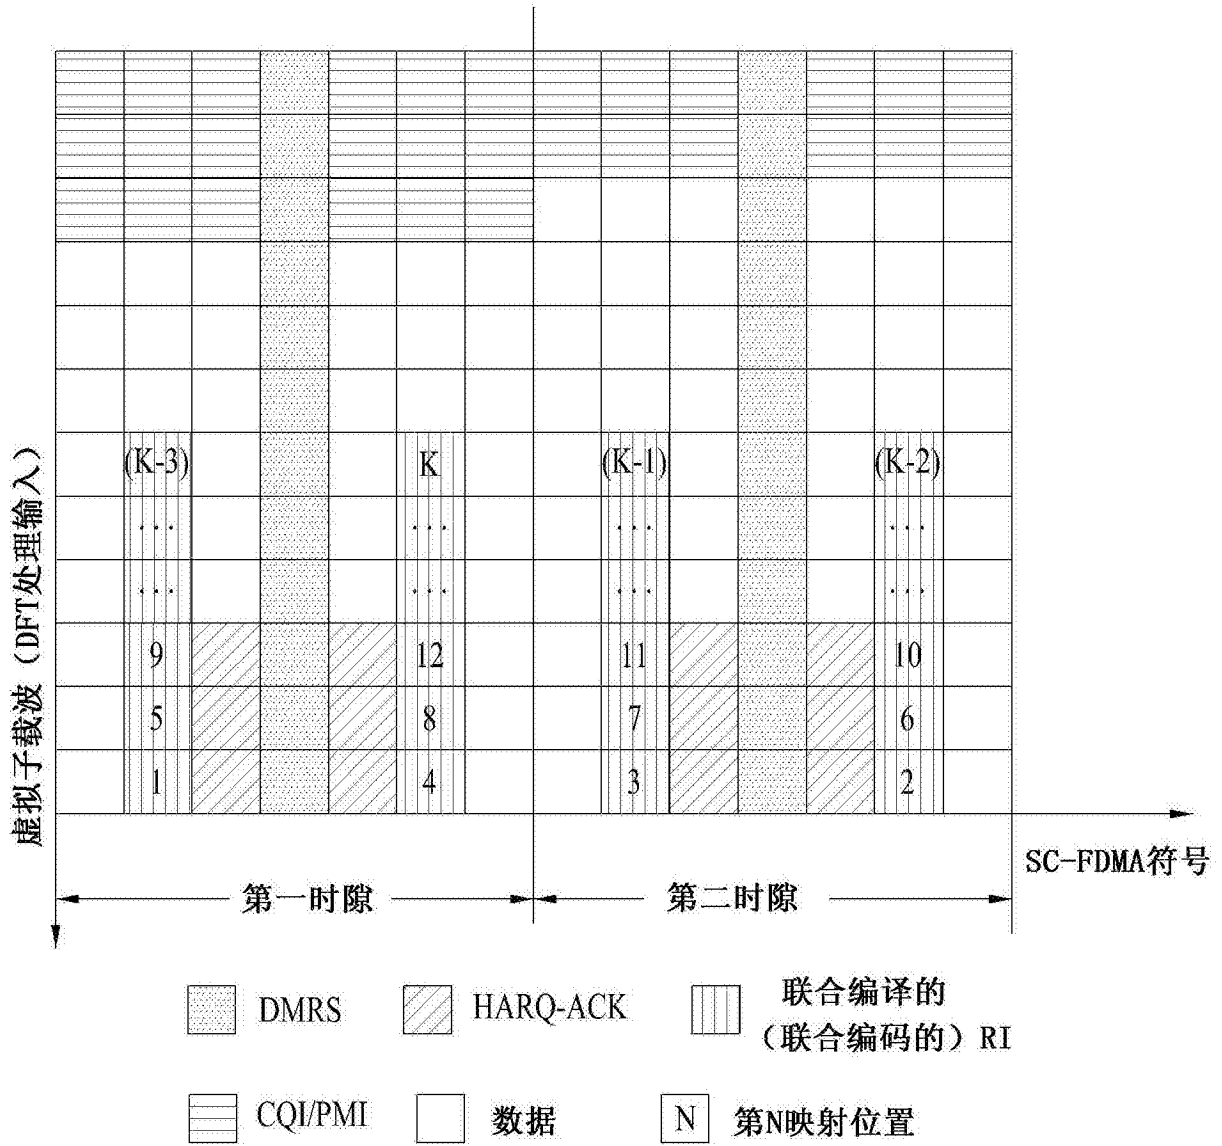 (K-3) K (K-1) (K-2)
... ... ... ...
... ... ... ...
9 12 11 10
5 8 7 6
1 4 3 2
虚拟子载波（DFT处理输入）
SC-FDMA符号
第一时隙 第二时隙
DMRS HARQ-ACK 联合编译的
（联合编码的）RI
CQI/PMI 数据 N 第N映射位置